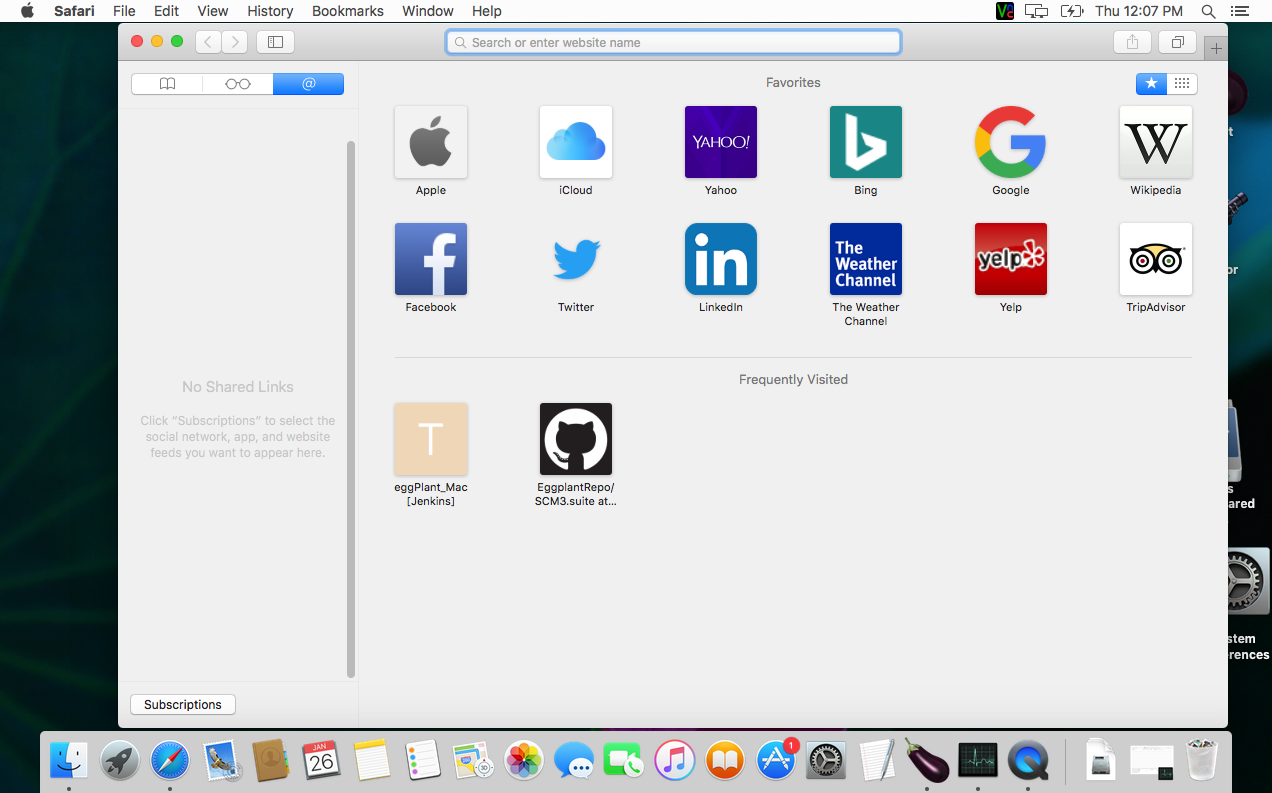 Safari File Edit View History Bookmarks Window Help Thu 12:07 PM
Search or enter website name
@
Favorites
YAHOO!
W
Apple iCloud Yahoo Bing Google Wikipedia
f
in
The
Weather
Channel
yelp
Facebook Twitter LinkedIn The Weather
Channel
Yelp TripAdvisor
No Shared Links
Click “Subscriptions” to select the
social network, app, and website
feeds you want to appear here.
Frequently Visited
T
eggPlant_Mac
[Jenkins]
EggplantRepo/
SCM3.suite at...
Subscriptions
JAN
26
1